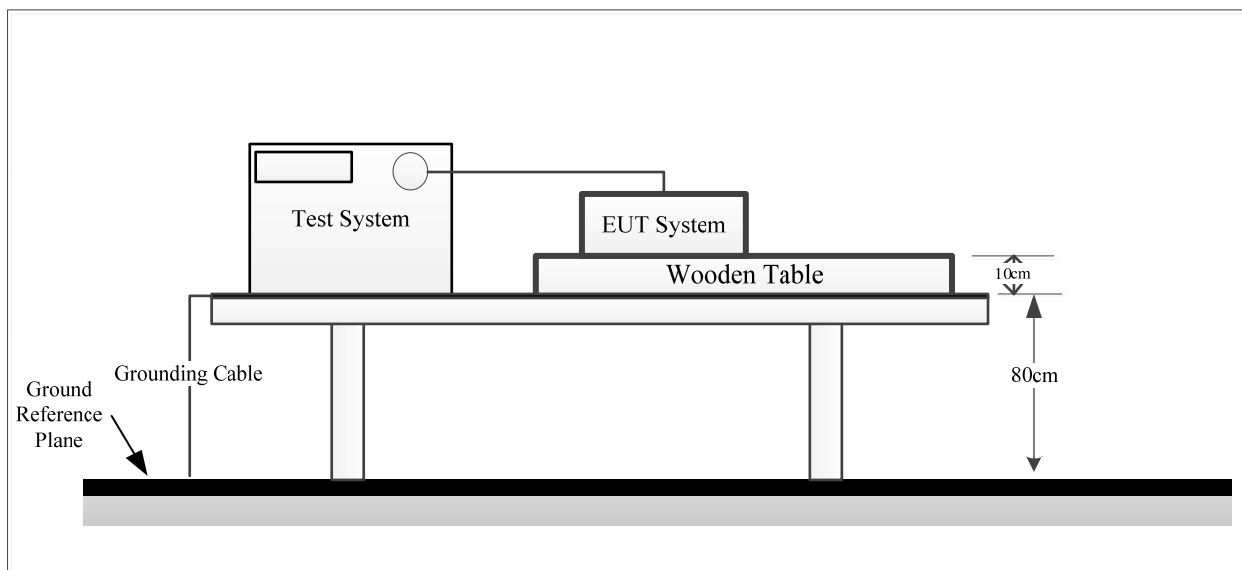 Test System
EUT System
Wooden Table
10cm
Grounding Cable
80cm
Ground
Reference
Plane